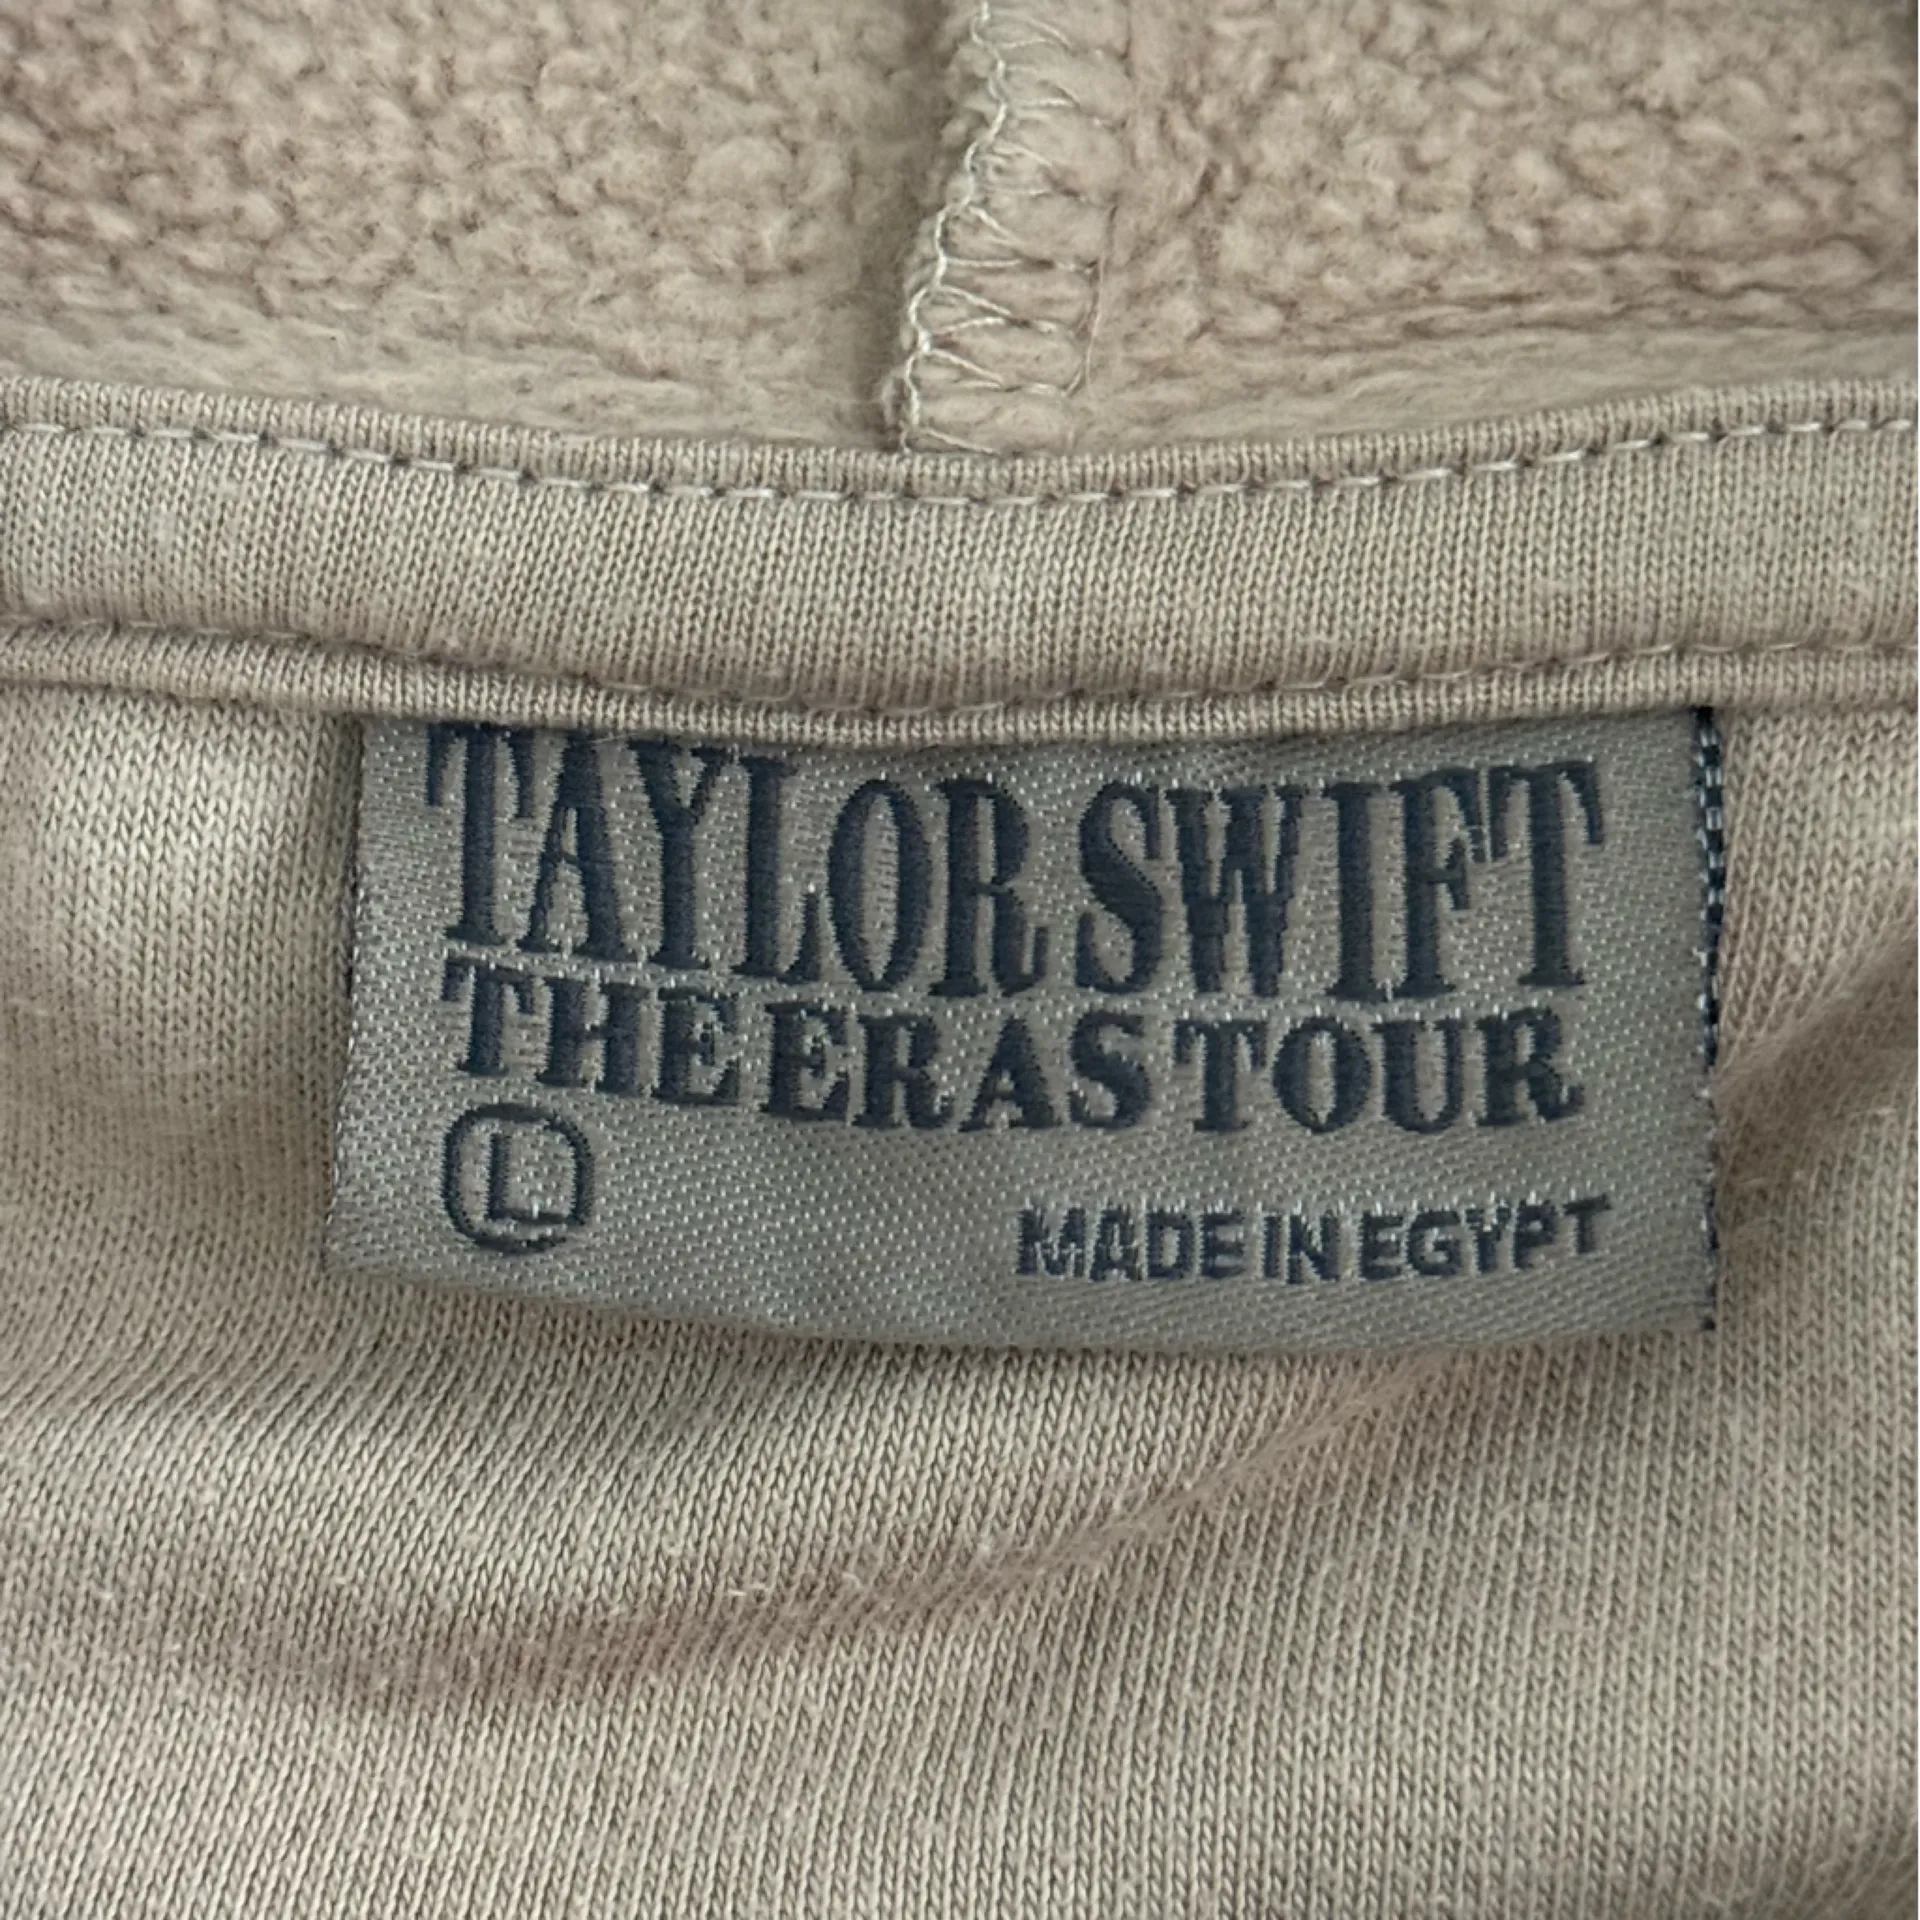 TAYLOR SWIFT
THE ERAS TOUR
L
MADE IN EGYPT